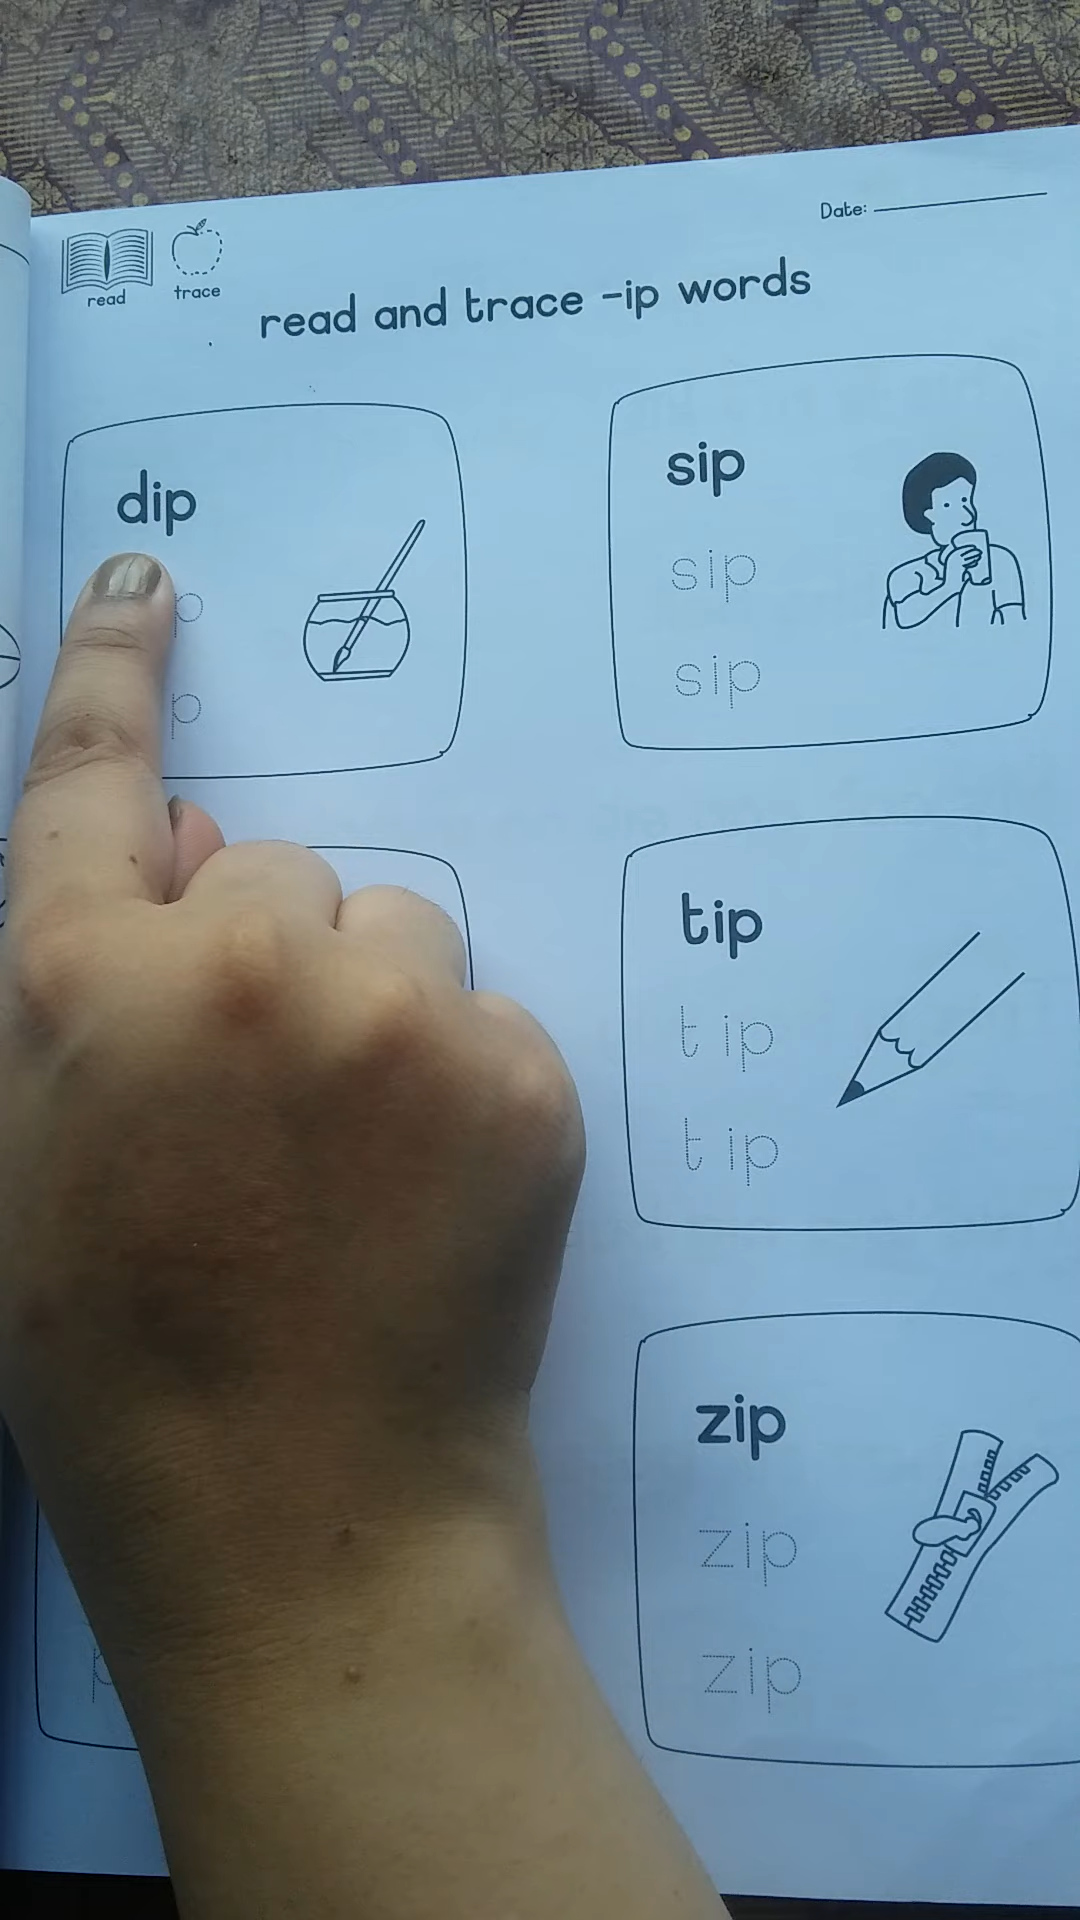 Date:
read
trace
read and trace -ip words
dip
p
p
sip
sip
sip
tip
tip
tip
zip
zip
zip
p